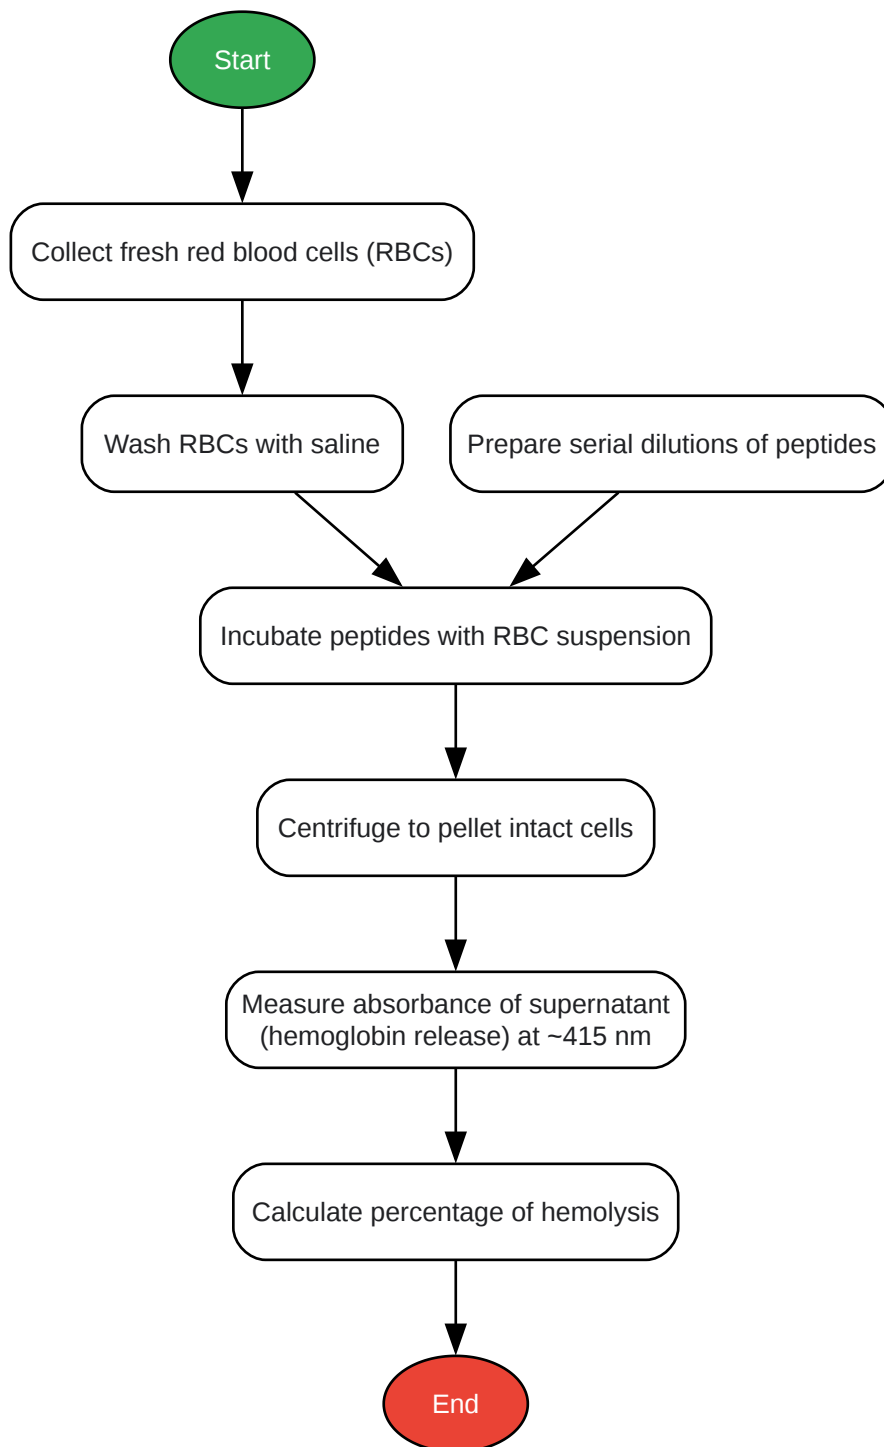 Start
Collect fresh red blood cells (RBCs)
Wash RBCs with saline
Prepare serial dilutions of peptides
Incubate peptides with RBC suspension
Centrifuge to pellet intact cells
Measure absorbance of supernatant
(hemoglobin release) at ~415 nm
Calculate percentage of hemolysis
End